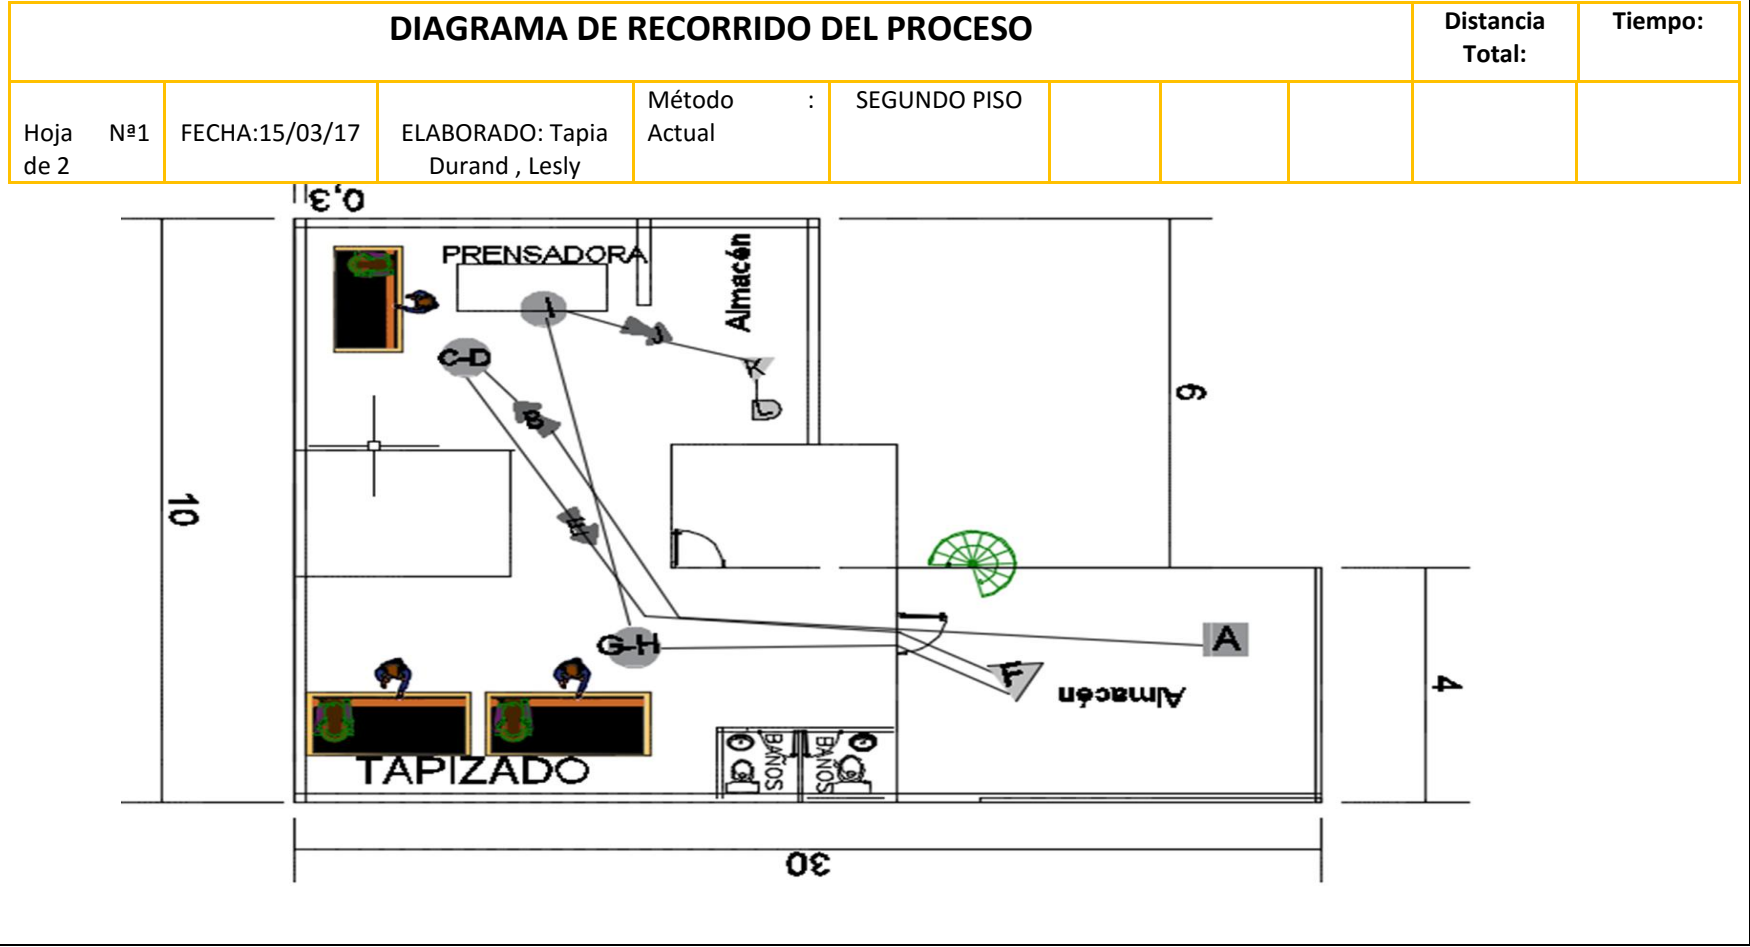 DIAGRAMA DE RECORRIDO DEL PROCESO
Distancia
Total:
Tiempo:
Hoja Nª1
de 2
FECHA:15/03/17
ELABORADO: Tapia
Durand , Lesly
Método :
Actual
SEGUNDO PISO
0,3
PRENSADORA
Almacén
I
J
C-D
K
L
B
6
10
E
G-H
A
F
Almacén
4
BAÑOS
BAÑOS
TAPIZADO
30